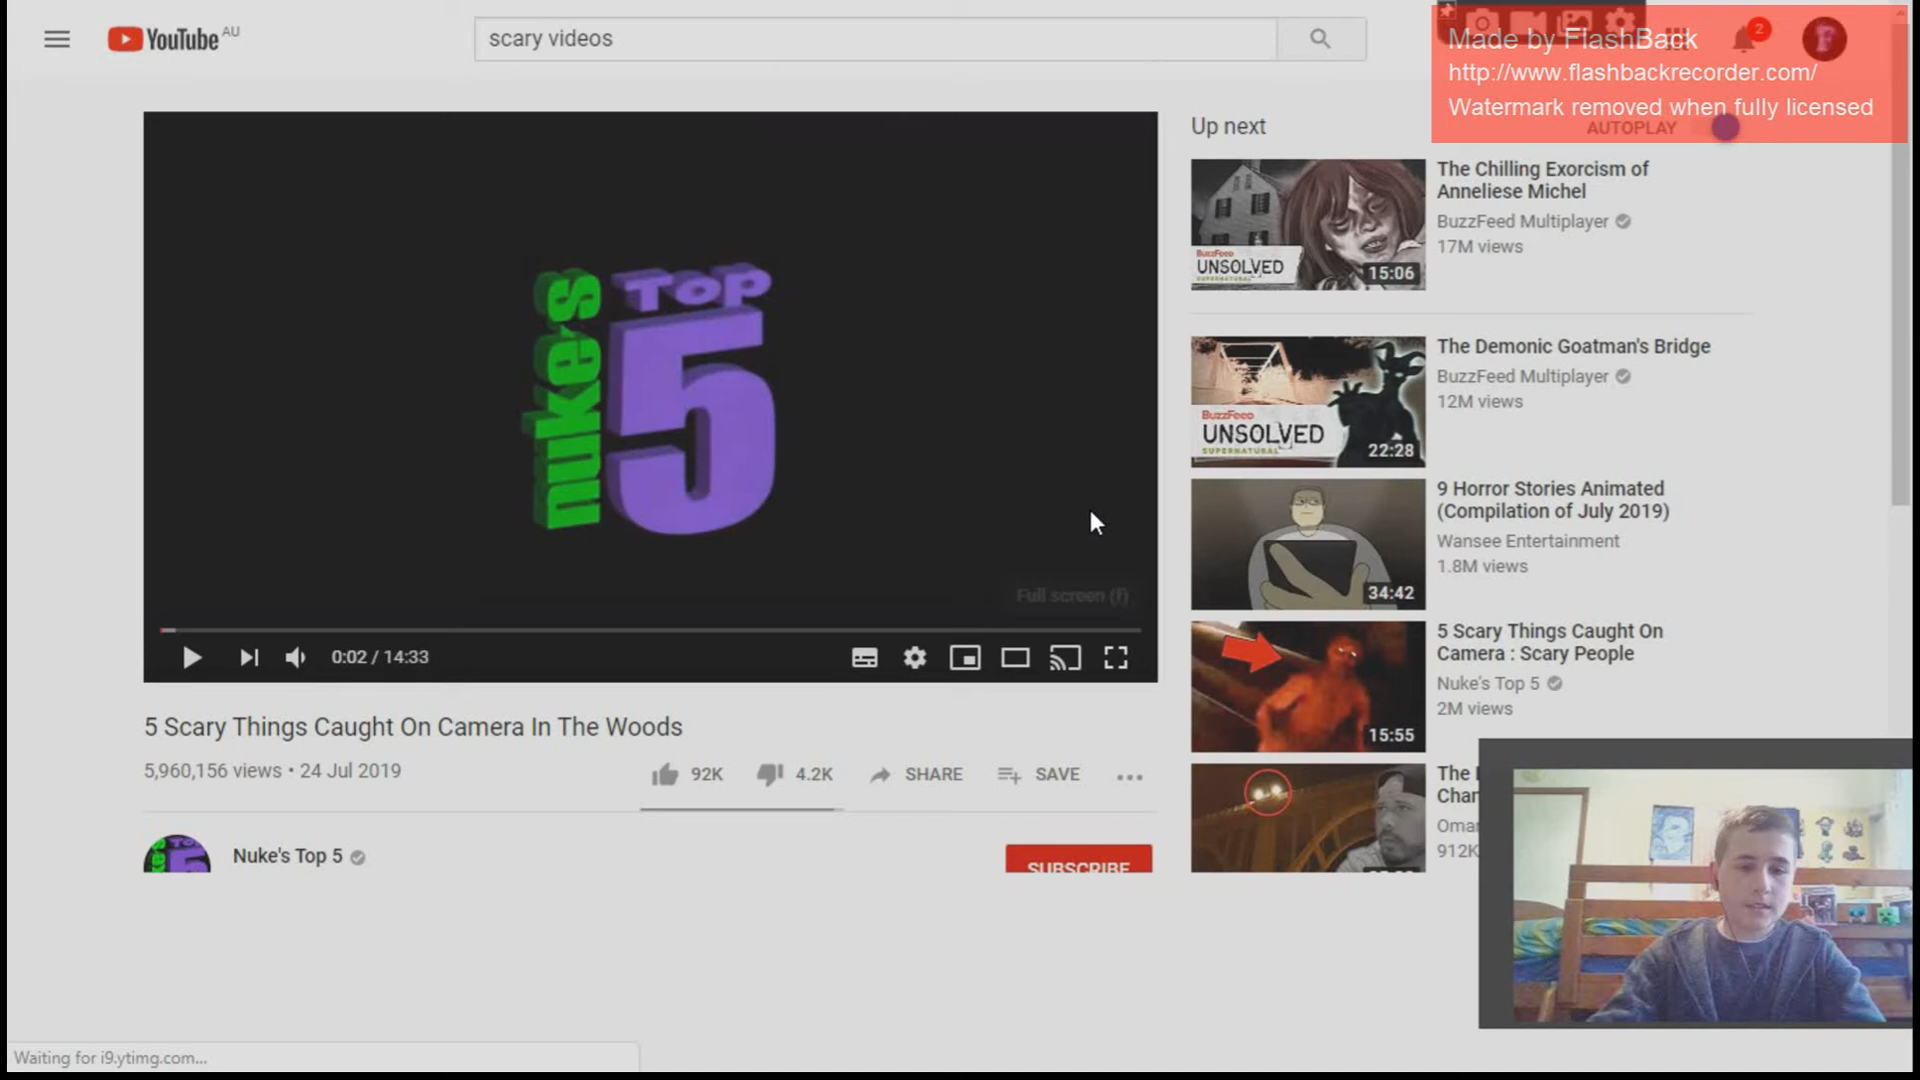 YouTube AU
scary videos
Made by FlashBack
http://www.flashbackrecorder.com/
Watermark removed when fully licensed
2
Up next
AUTOPLAY
nuke's
Top
5
Full screen (f)
0:02 / 14:33
5 Scary Things Caught On Camera In The Woods
5,960,156 views • 24 Jul 2019
92K
4.2K
SHARE
SAVE
Nuke's Top 5
SUBSCRIBE
BuzzFeed
UNSOLVED
SUPERNATURAL
15:06
The Chilling Exorcism of
Anneliese Michel
BuzzFeed Multiplayer
17M views
BuzzFeed
UNSOLVED
SUPERNATURAL
22:28
The Demonic Goatman's Bridge
BuzzFeed Multiplayer
12M views
34:42
9 Horror Stories Animated
(Compilation of July 2019)
Wansee Entertainment
1.8M views
15:55
5 Scary Things Caught On
Camera : Scary People
Nuke's Top 5
2M views
The
Char
Omar
912K
Waiting for i9.ytimg.com...